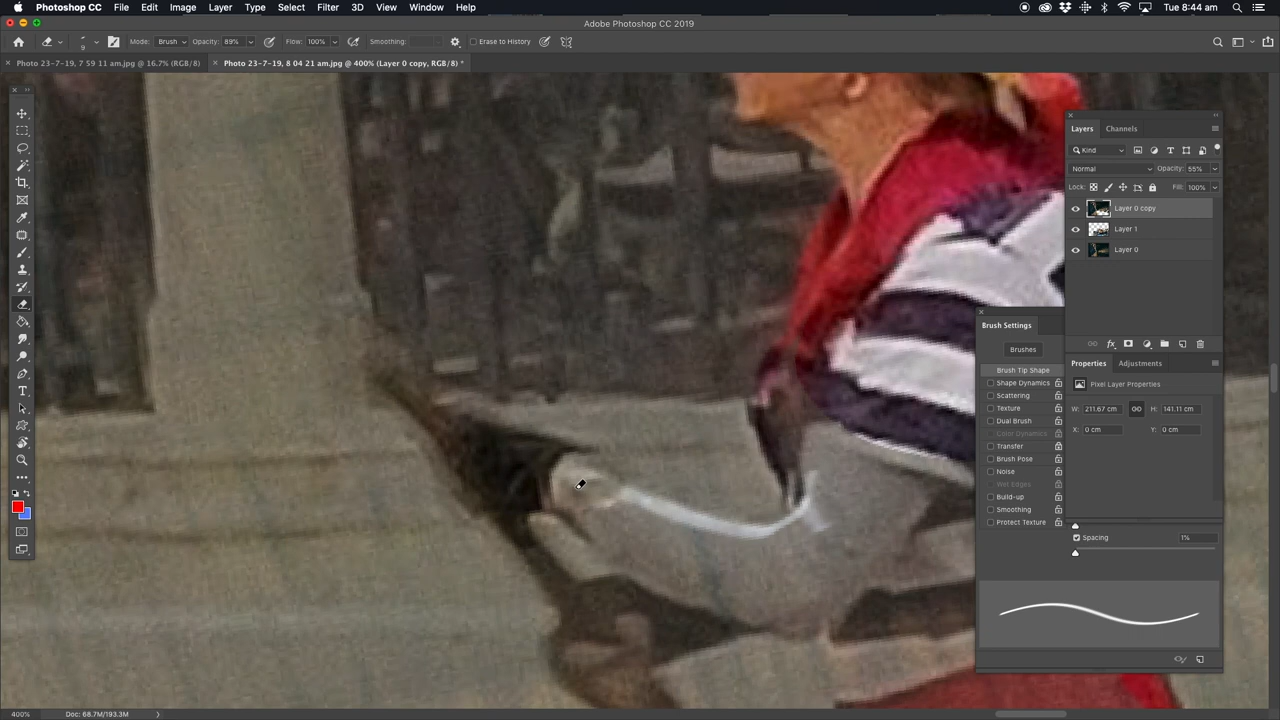 Photoshop CC File Edit Image Layer Type Select Filter 3D View Window Help Tue 8:44 am
Adobe Photoshop CC 2019
9 Mode: Brush Opacity: 89% Flow: 100% Smoothing: Erase to History
Photo 23-7-19, 7 59 11 am.jpg @ 16.7% (RGB/8) Photo 23-7-19, 8 04 21 am.jpg @ 400% (Layer 0 copy, RGB/8) *
Layers Channels
Kind
Normal Opacity: 55%
Lock: Fill: 100%
Layer 0 copy
Layer 1
Layer 0
Brush Settings
Brushes
Brush Tip Shape
Shape Dynamics
Scattering
Texture
Dual Brush
Color Dynamics
Transfer
Brush Pose
Noise
Wet Edges
Build-up
Smoothing
Protect Texture
Properties Adjustments
Pixel Layer Properties
W: 211.67 cm H: 141.11 cm
X: 0 cm Y: 0 cm
Spacing 1%
400% Doc: 68.7M/193.3M